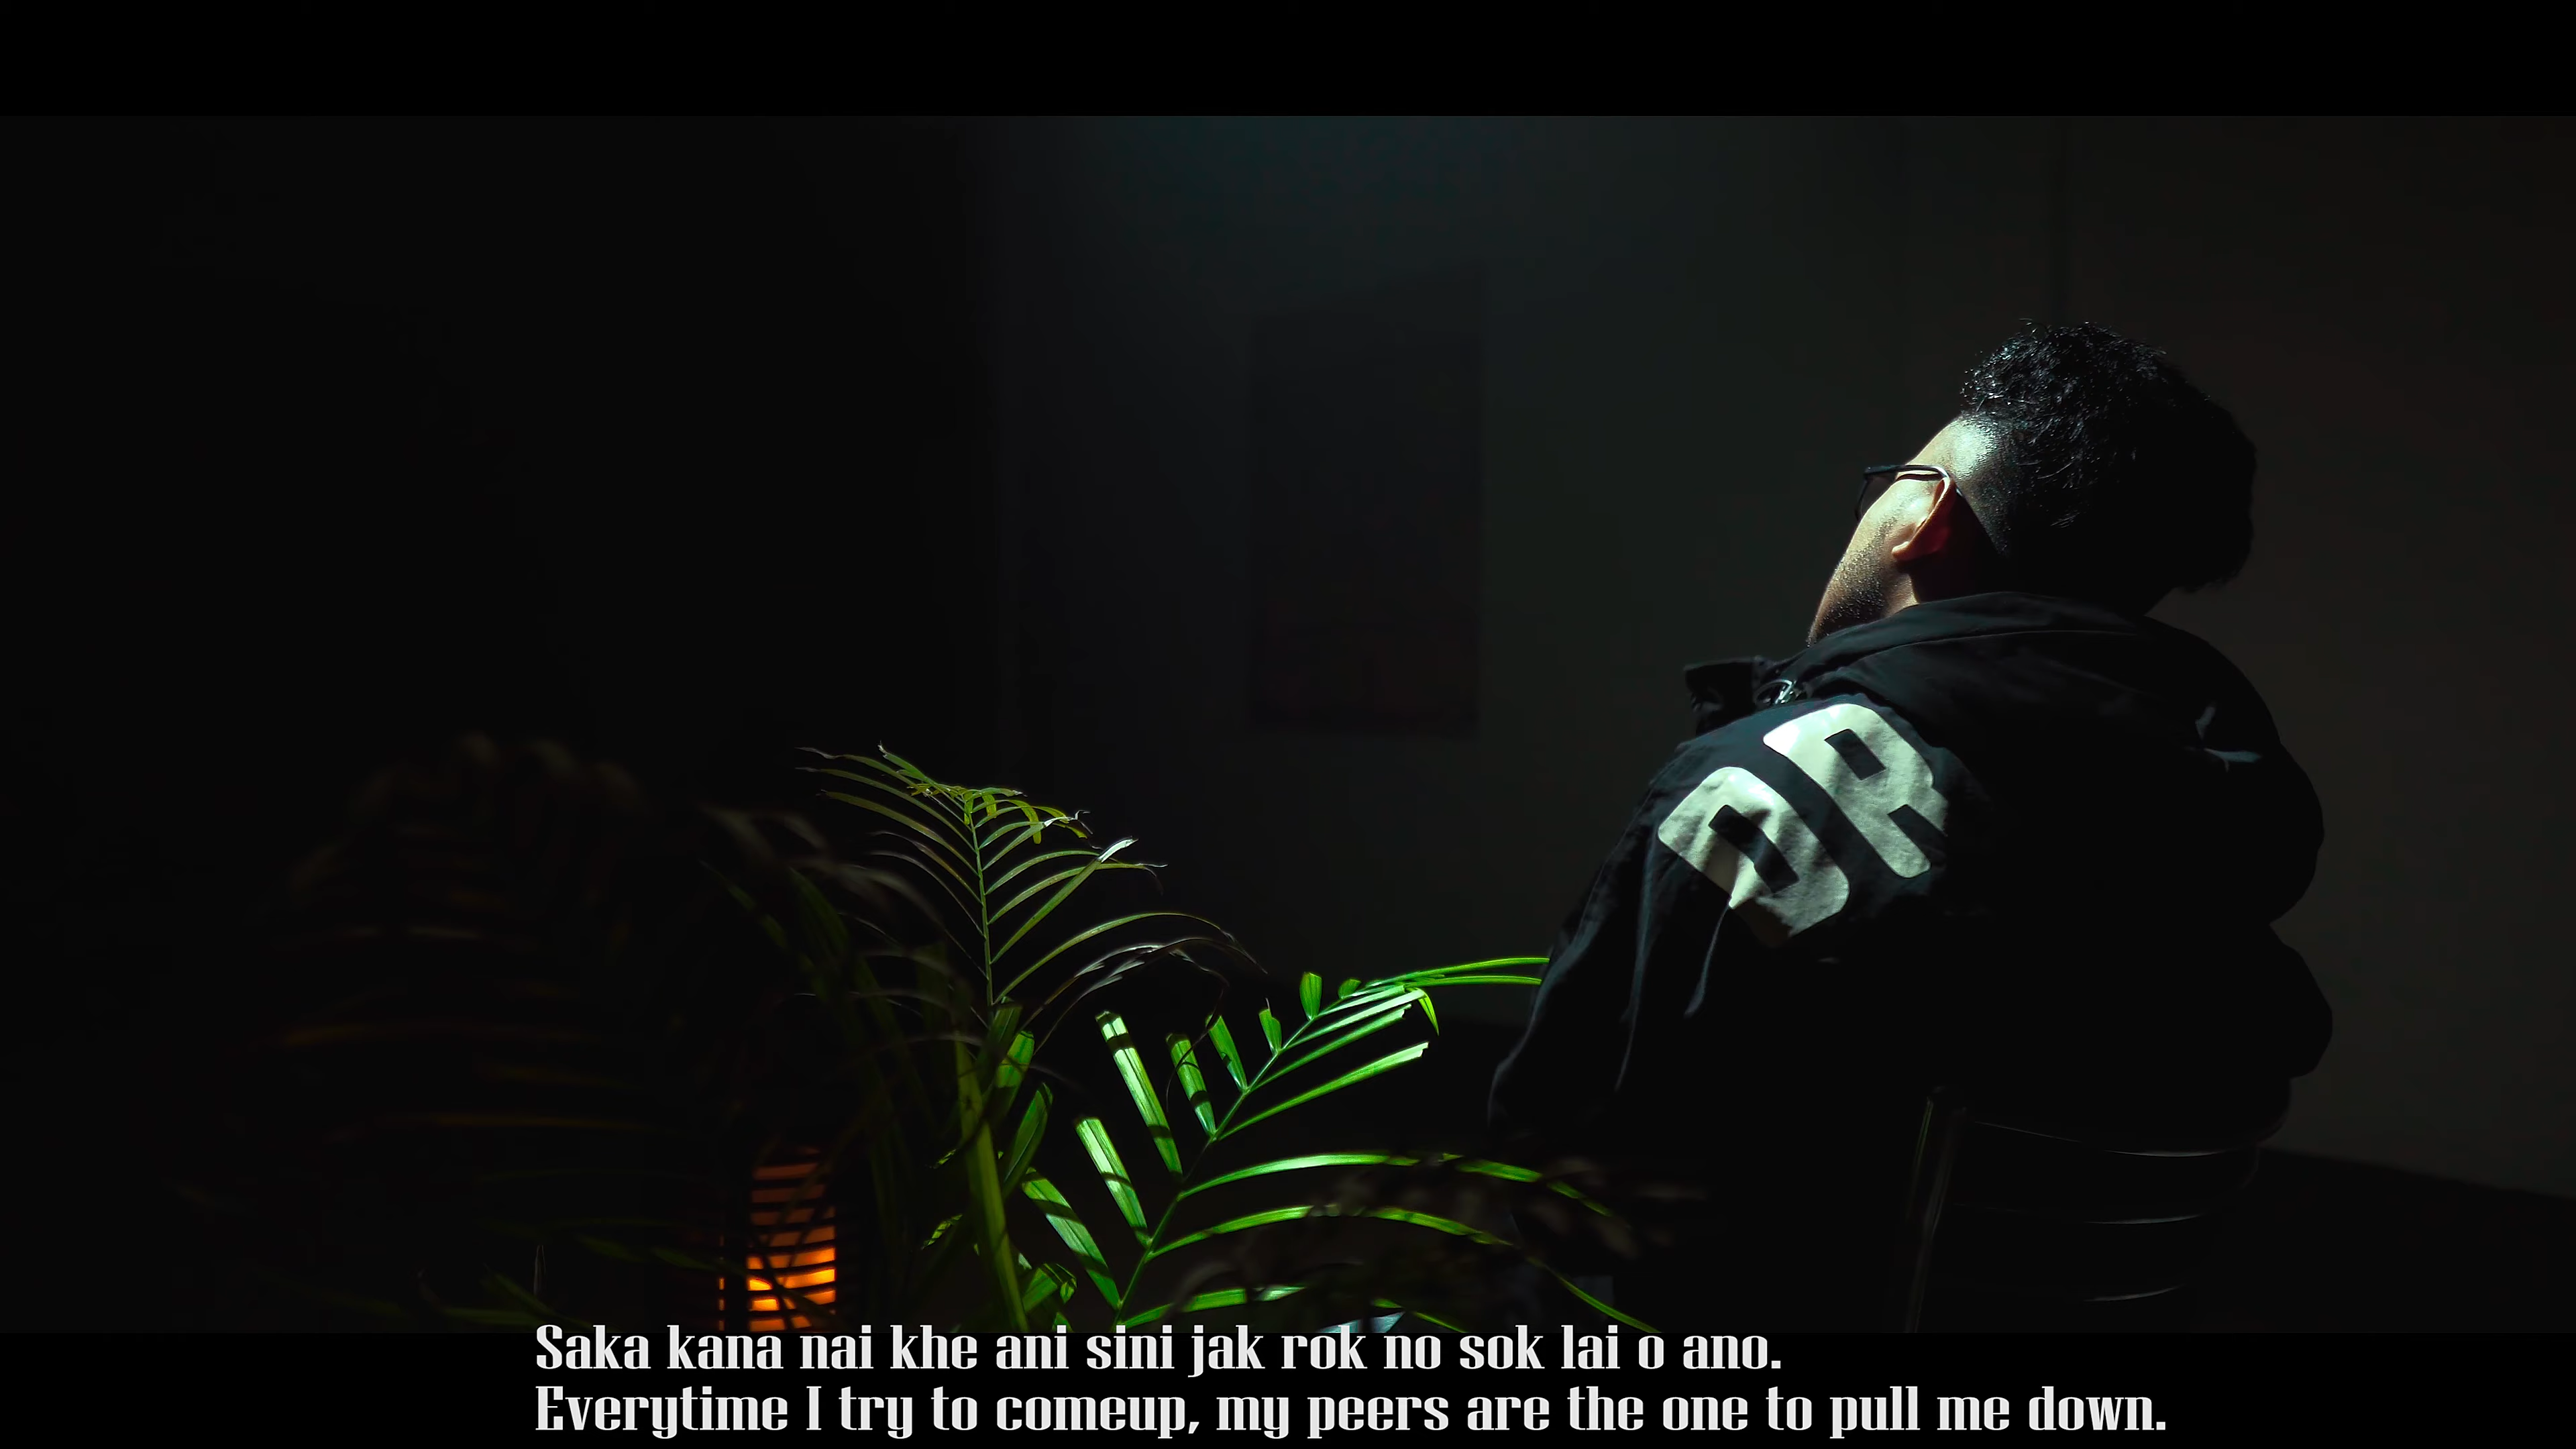 DR
Saka kana nai khe ani sini jak rok no sok lai o ano.
Everytime I try to comeup, my peers are the one to pull me down.